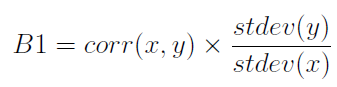 B1 = corr(x, y) × stdev(y) / stdev(x)